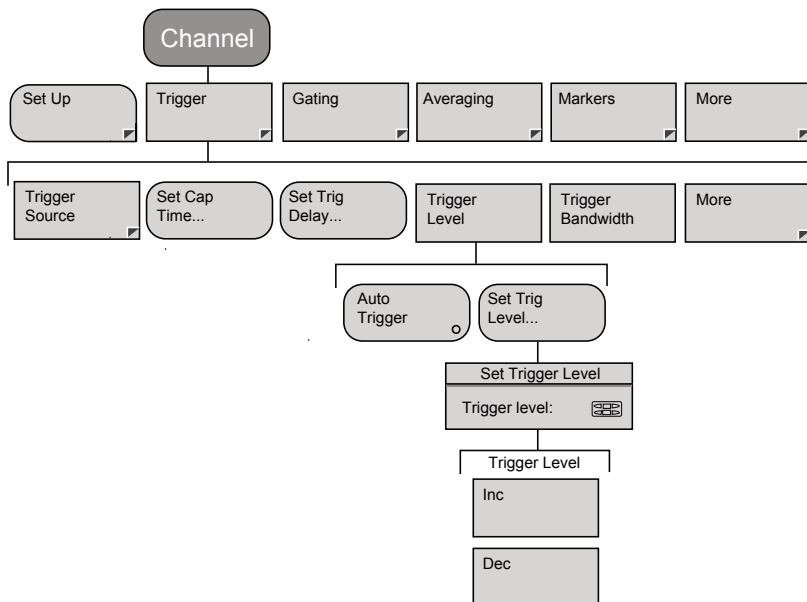 Channel
Set Up
Trigger
Gating
Averaging
Markers
More
Trigger
Source
Set Cap
Time...
Set Trig
Delay...
Trigger
Level
Trigger
Bandwidth
More
Auto
Trigger
Set Trig
Level...
Set Trigger Level
Trigger level:
Trigger Level
Inc
Dec